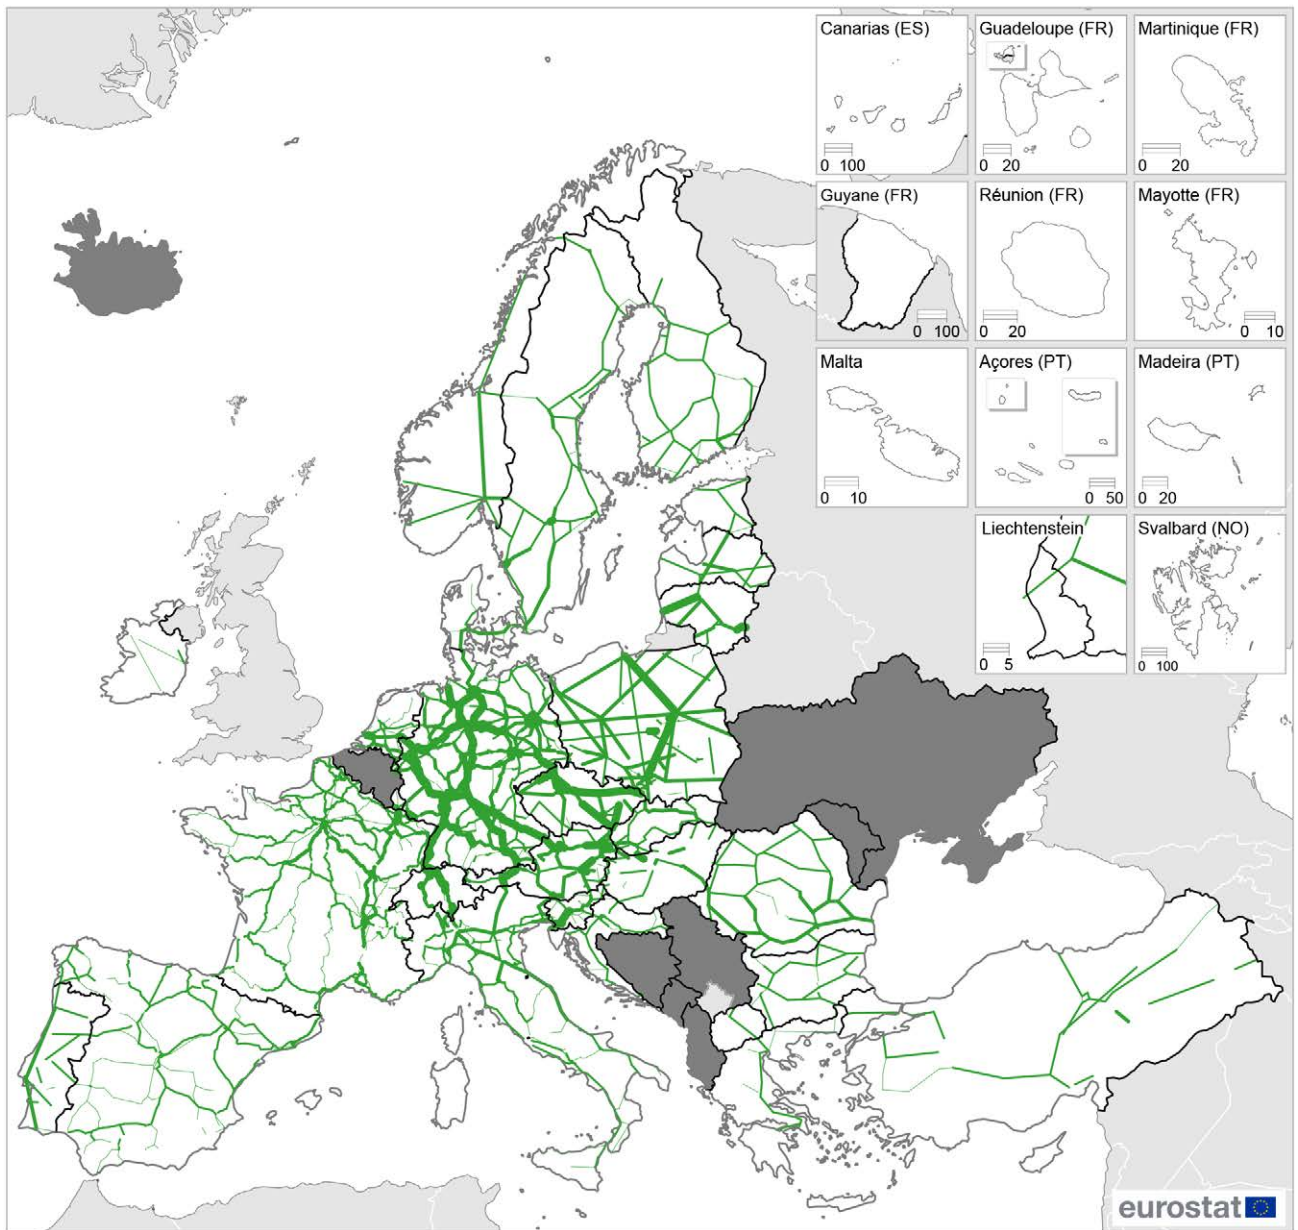 Canarias (ES)
0 100
Guadeloupe (FR)
0 20
Martinique (FR)
0 20
Guyane (FR)
0 100
Réunion (FR)
0 20
Mayotte (FR)
0 10
Malta
0 10
Açores (PT)
0 50
Madeira (PT)
0 20
Liechtenstein
0 5
Svalbard (NO)
0 100
eurostat